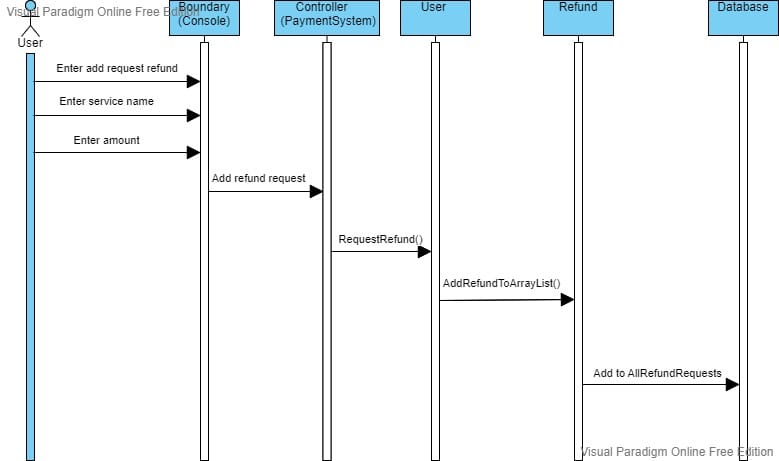 Visual Paradigm Online Free Edition
User
Boundary
(Console)
Controller
(PaymentSystem)
User
Refund
Database
Enter add request refund
Enter service name
Enter amount
Add refund request
RequestRefund()
AddRefundToArrayList()
Add to AllRefundRequests
Visual Paradigm Online Free Edition